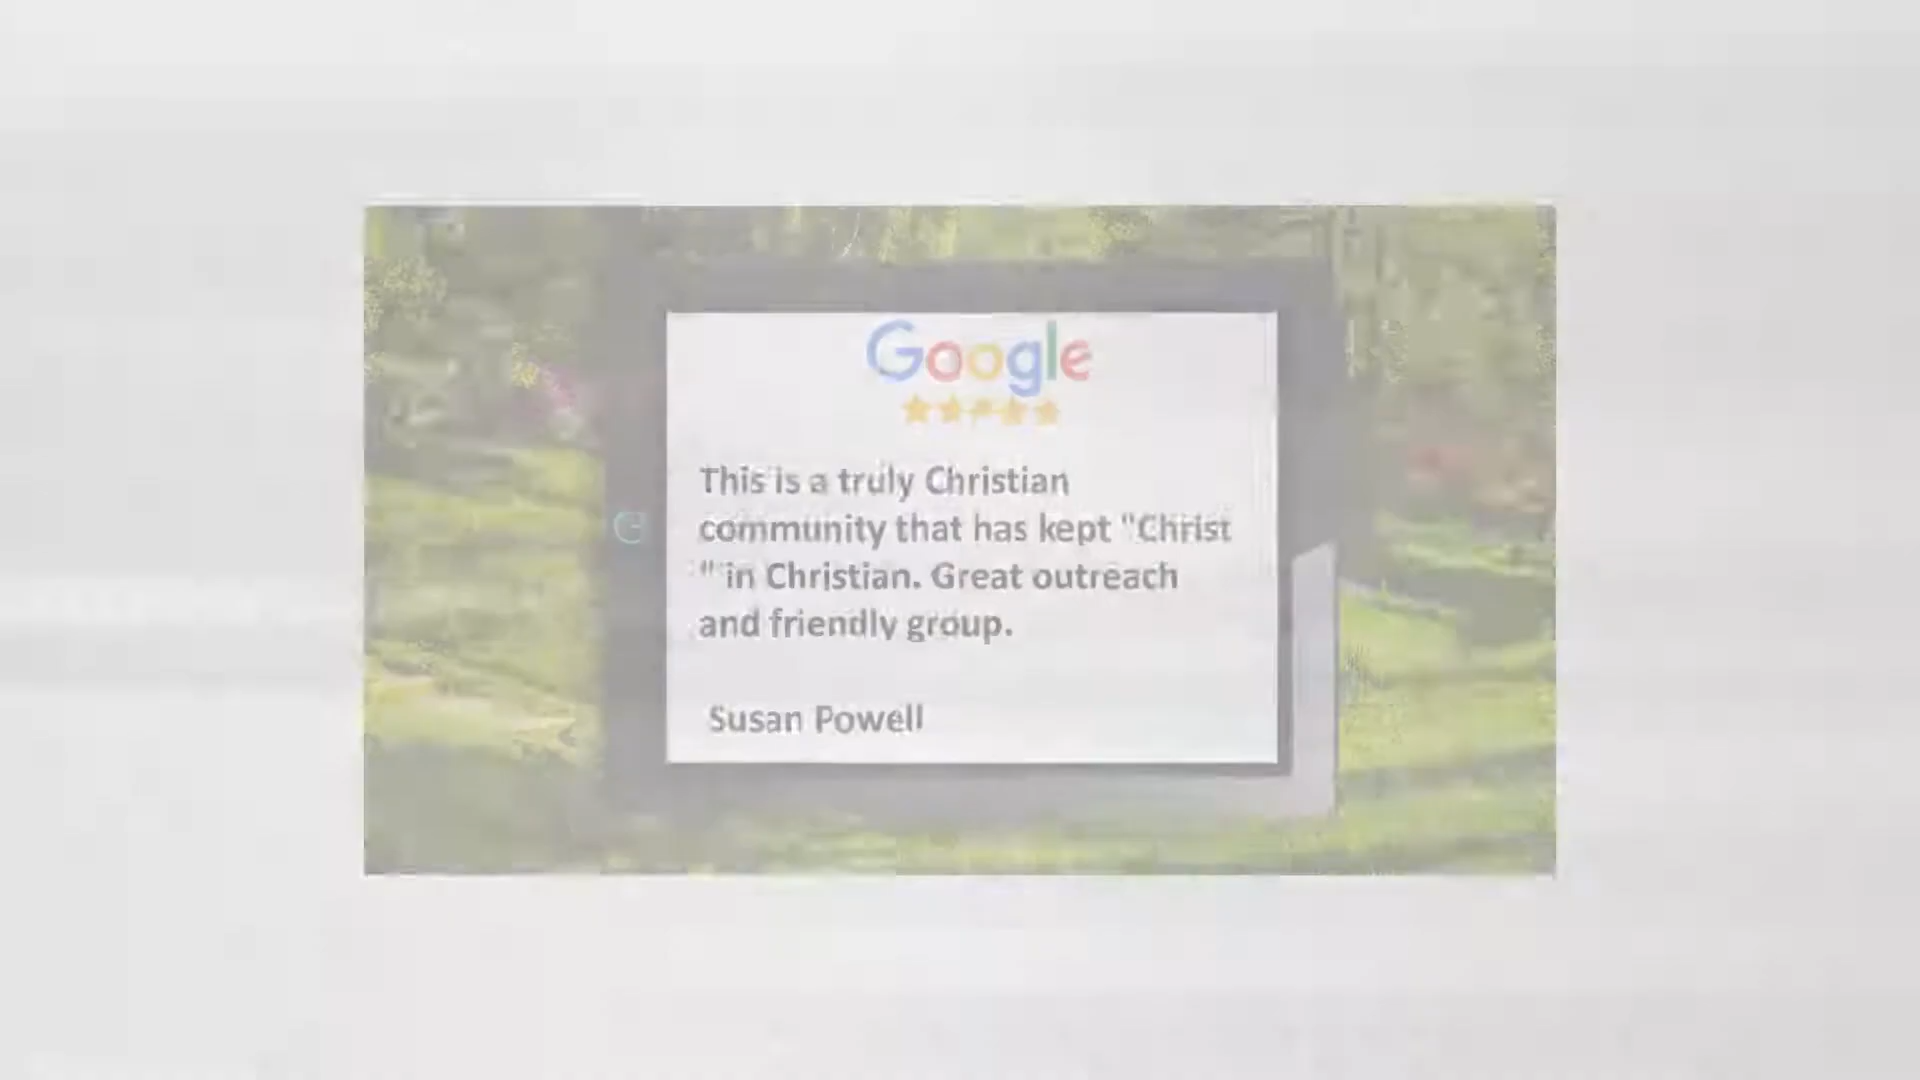 Google
This is a truly Christian
community that has kept "Christ
" in Christian. Great outreach
and friendly group.
Susan Powell